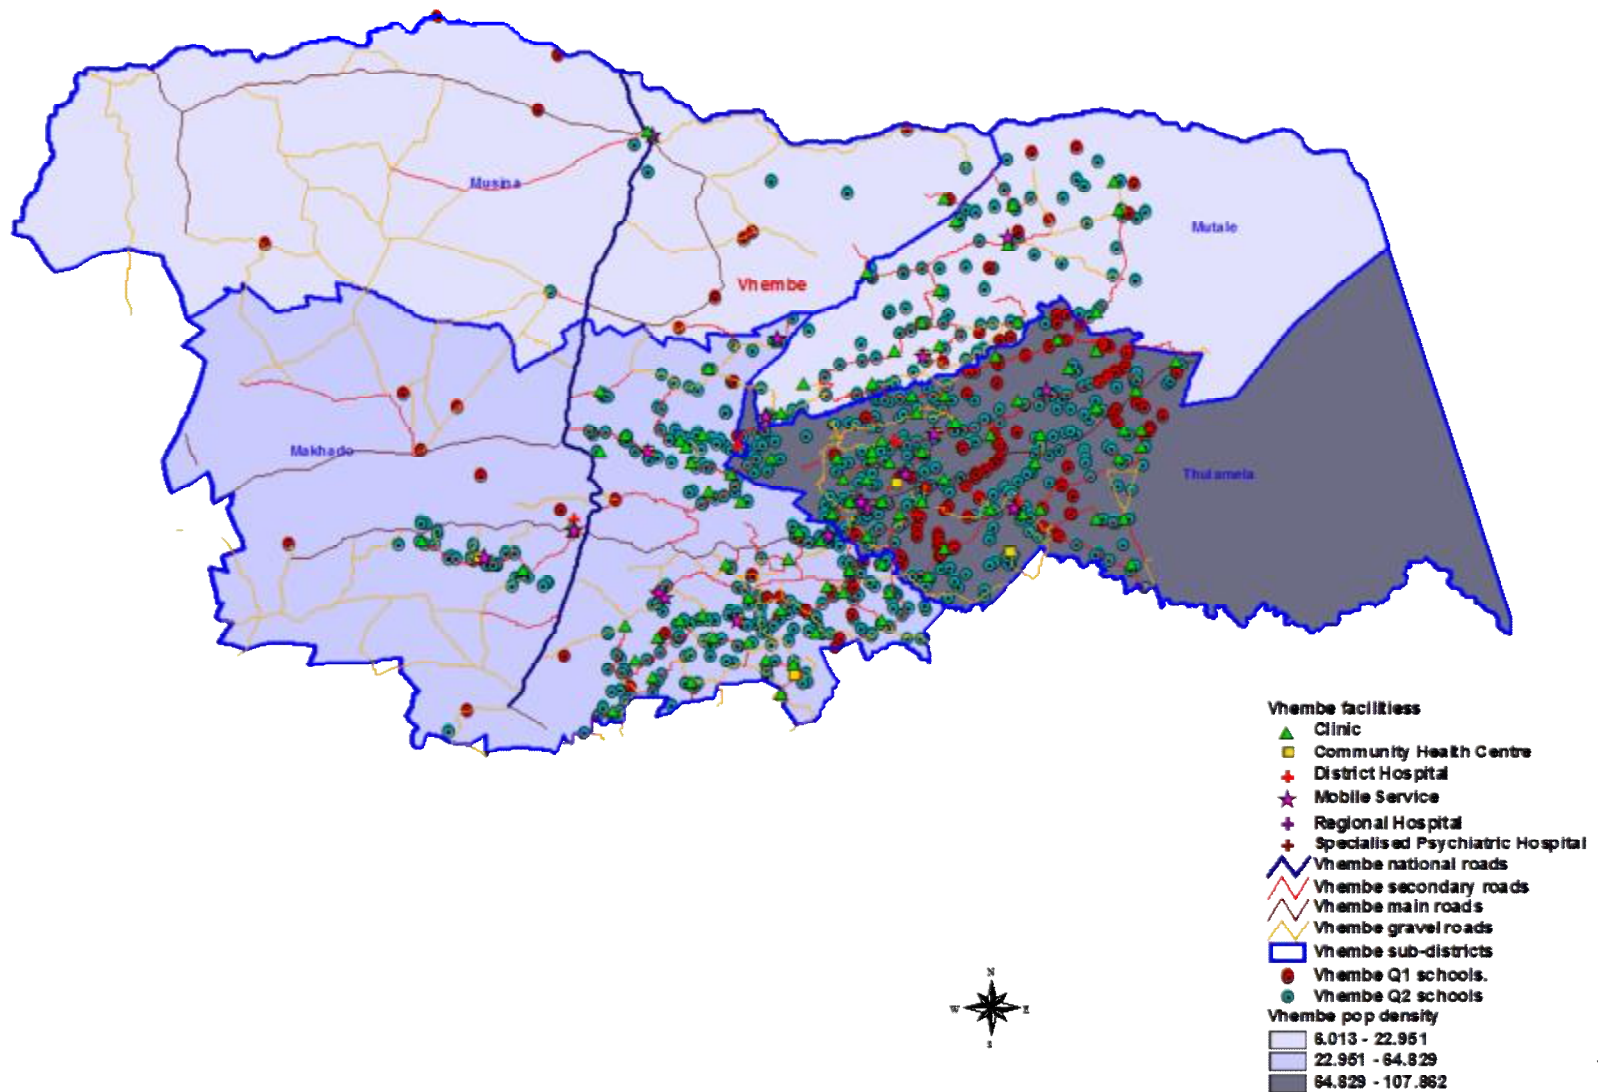 Musina
Mutale
Vhembe
Makhado
Thulamela
Vhembe facilitiess
Clinic
Community Health Centre
District Hospital
Mobile Service
Regional Hospital
Specialised Psychiatric Hospital
Vhembe national roads
Vhembe secondary roads
Vhembe main roads
Vhembe gravel roads
Vhembe sub-districts
Vhembe Q1 schools.
Vhembe Q2 schools
Vhembe pop density
6.013 - 22.951
22.951 - 64.829
64.829 - 107.862
N
W E
S